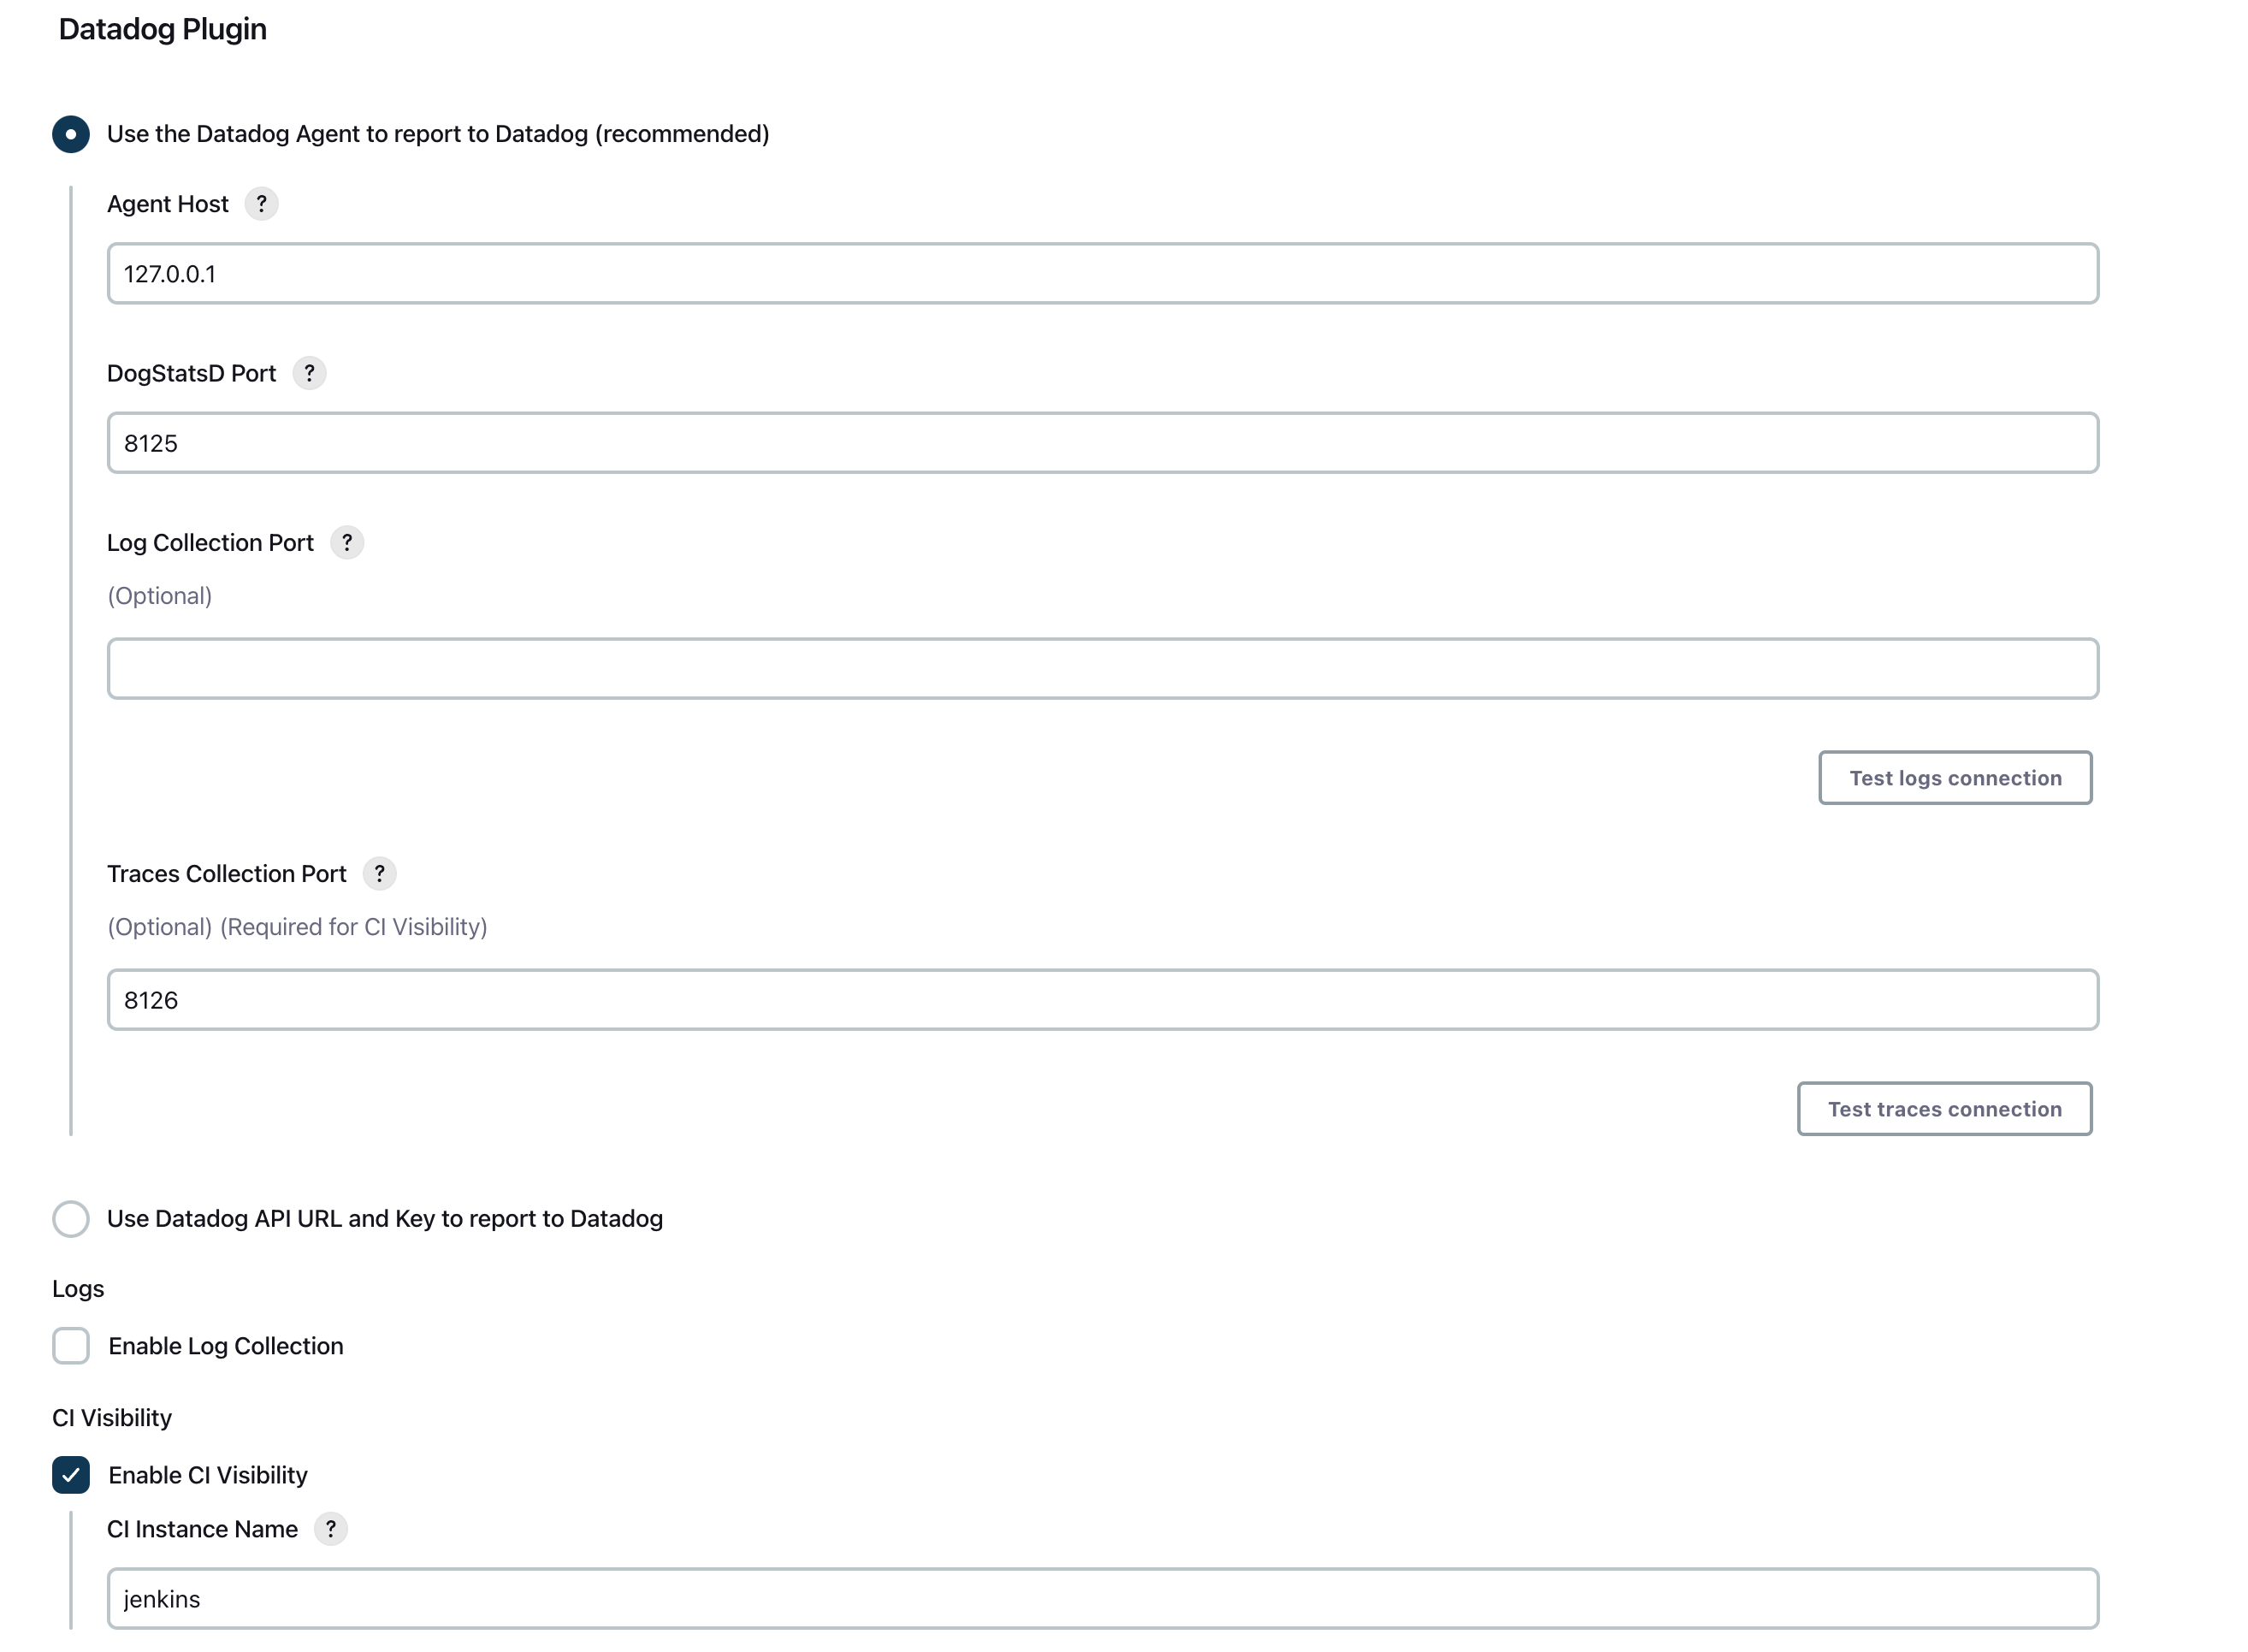 Datadog Plugin
Use the Datadog Agent to report to Datadog (recommended)
Agent Host ?
127.0.0.1
DogStatsD Port ?
8125
Log Collection Port ?
(Optional)
Test logs connection
Traces Collection Port ?
(Optional) (Required for CI Visibility)
8126
Test traces connection
Use Datadog API URL and Key to report to Datadog
Logs
Enable Log Collection
CI Visibility
Enable CI Visibility
CI Instance Name ?
jenkins